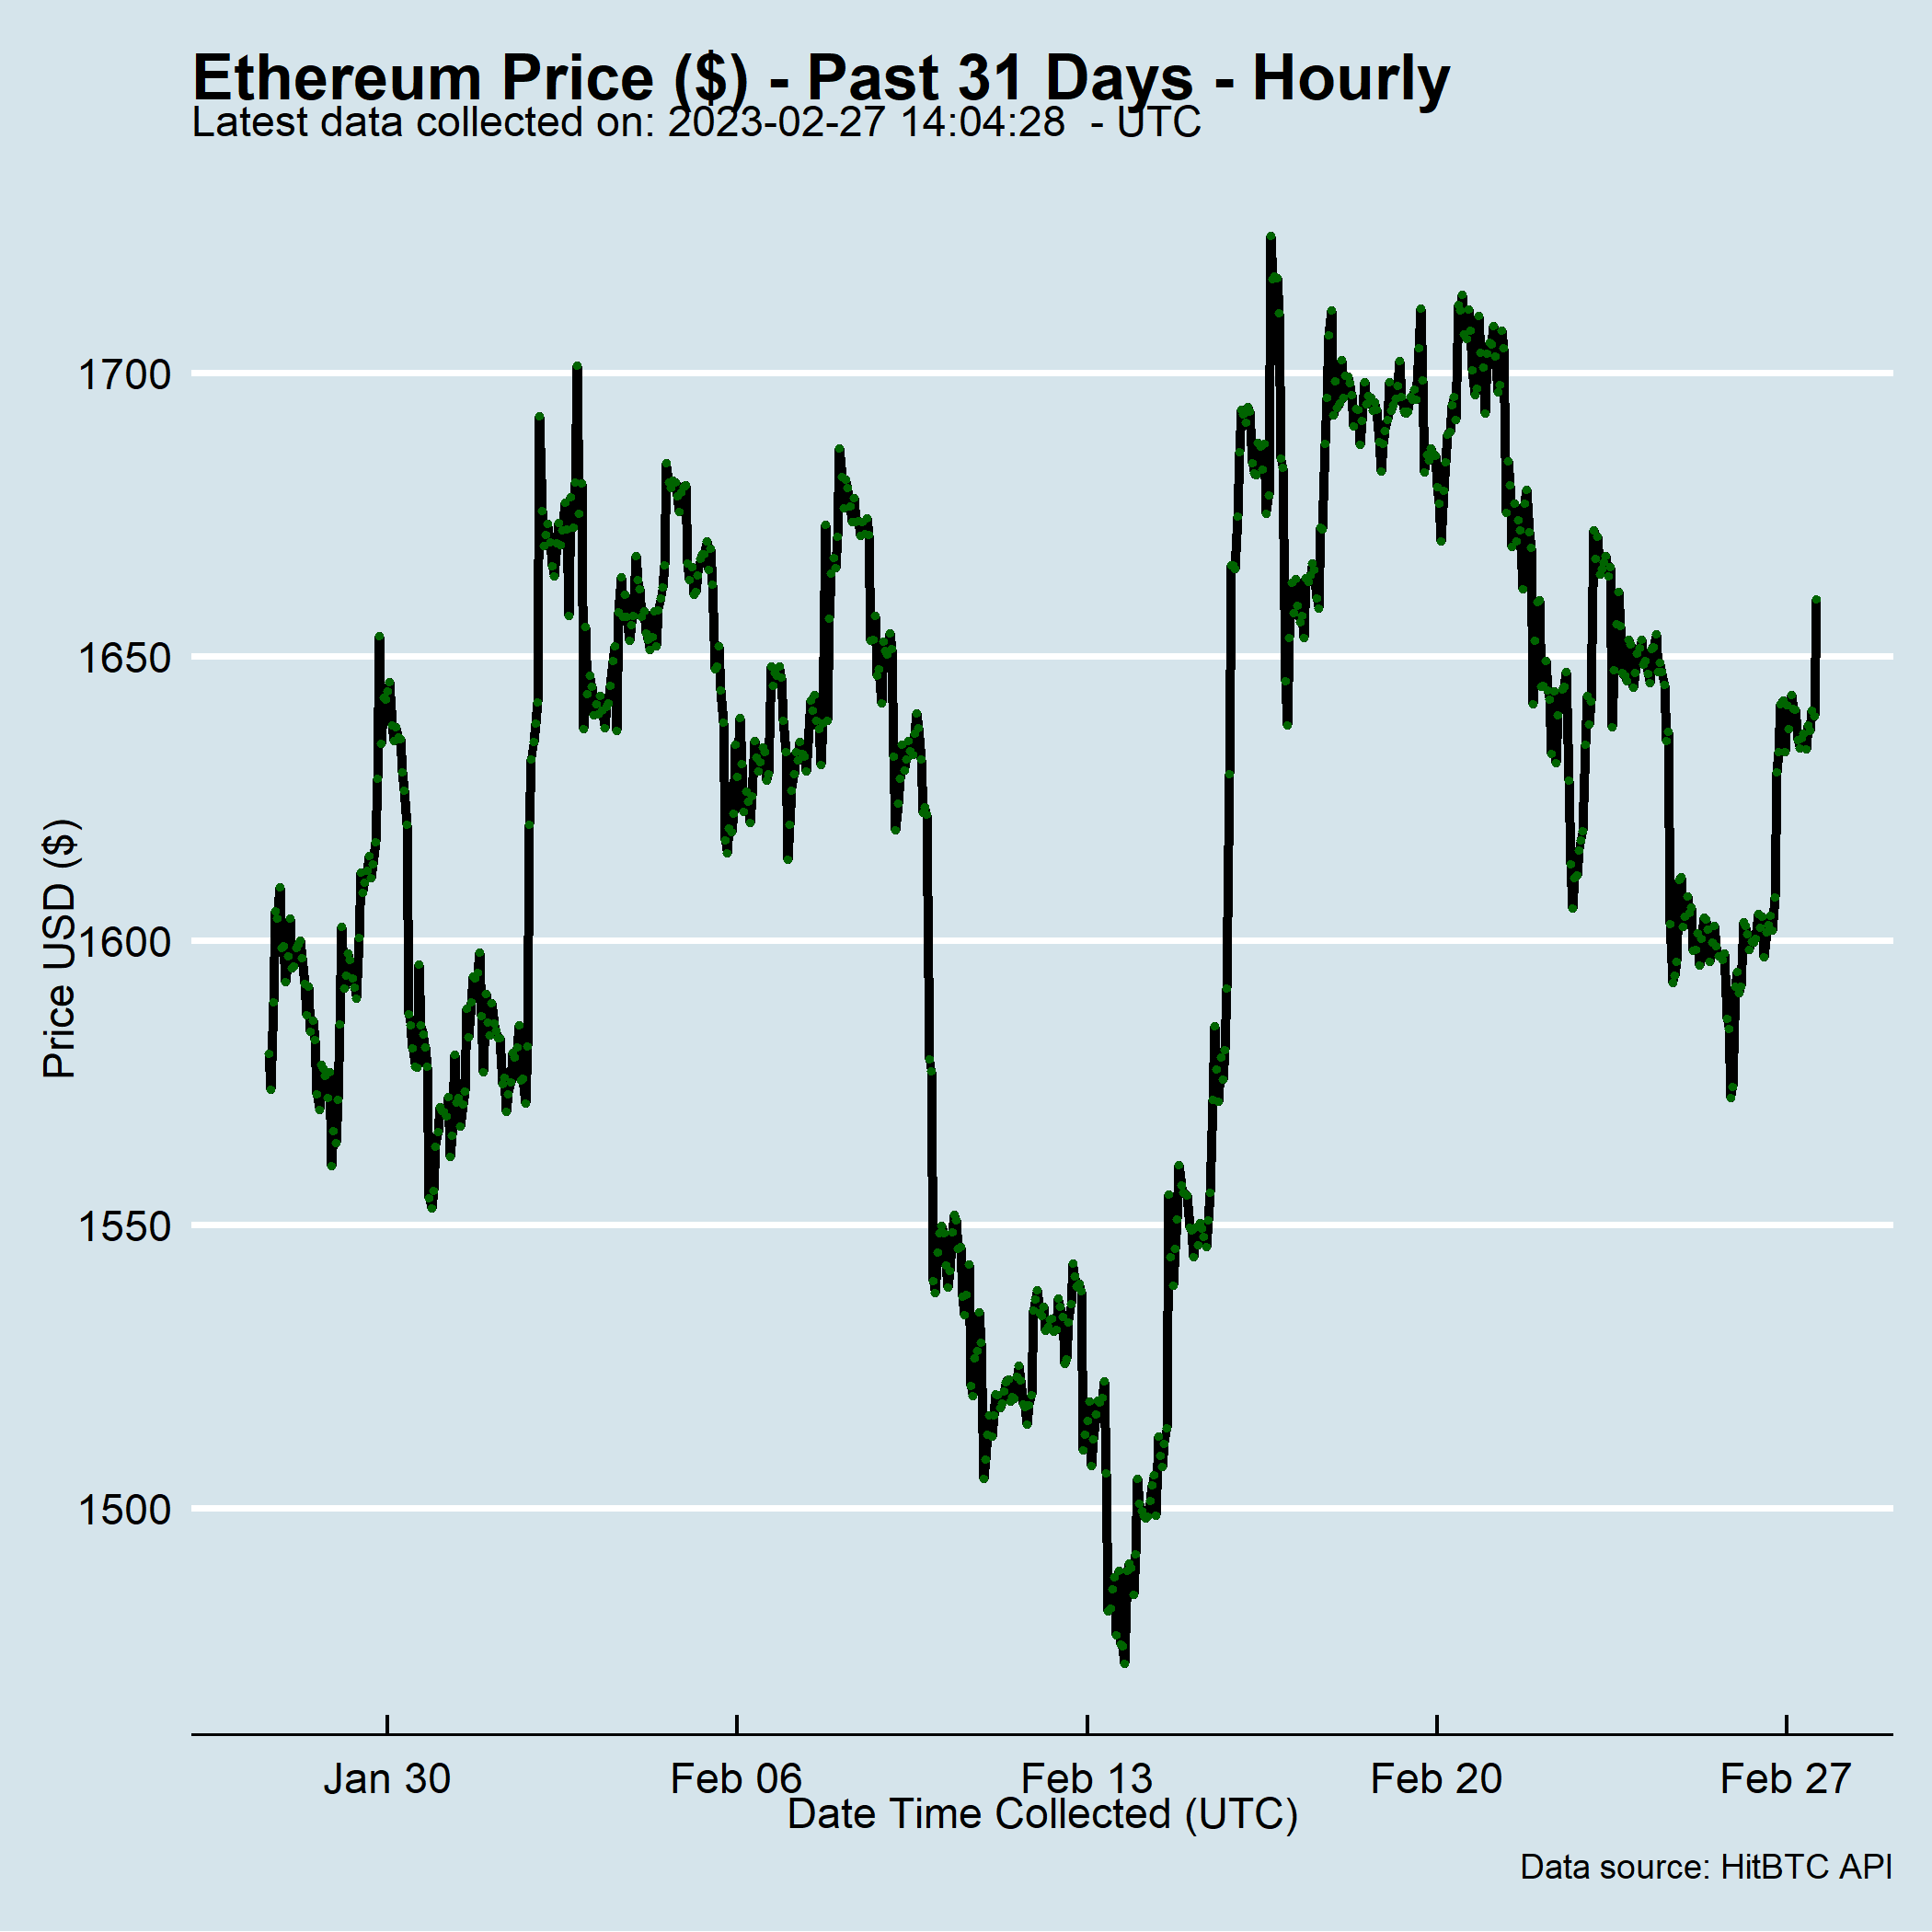 Ethereum Price ($) - Past 31 Days - Hourly
Latest data collected on: 2023-02-27 14:04:28  - UTC
Price USD ($)
1700
1650
1600
1550
1500
Jan 30
Feb 06
Feb 13
Feb 20
Feb 27
Date Time Collected (UTC)
Data source: HitBTC API